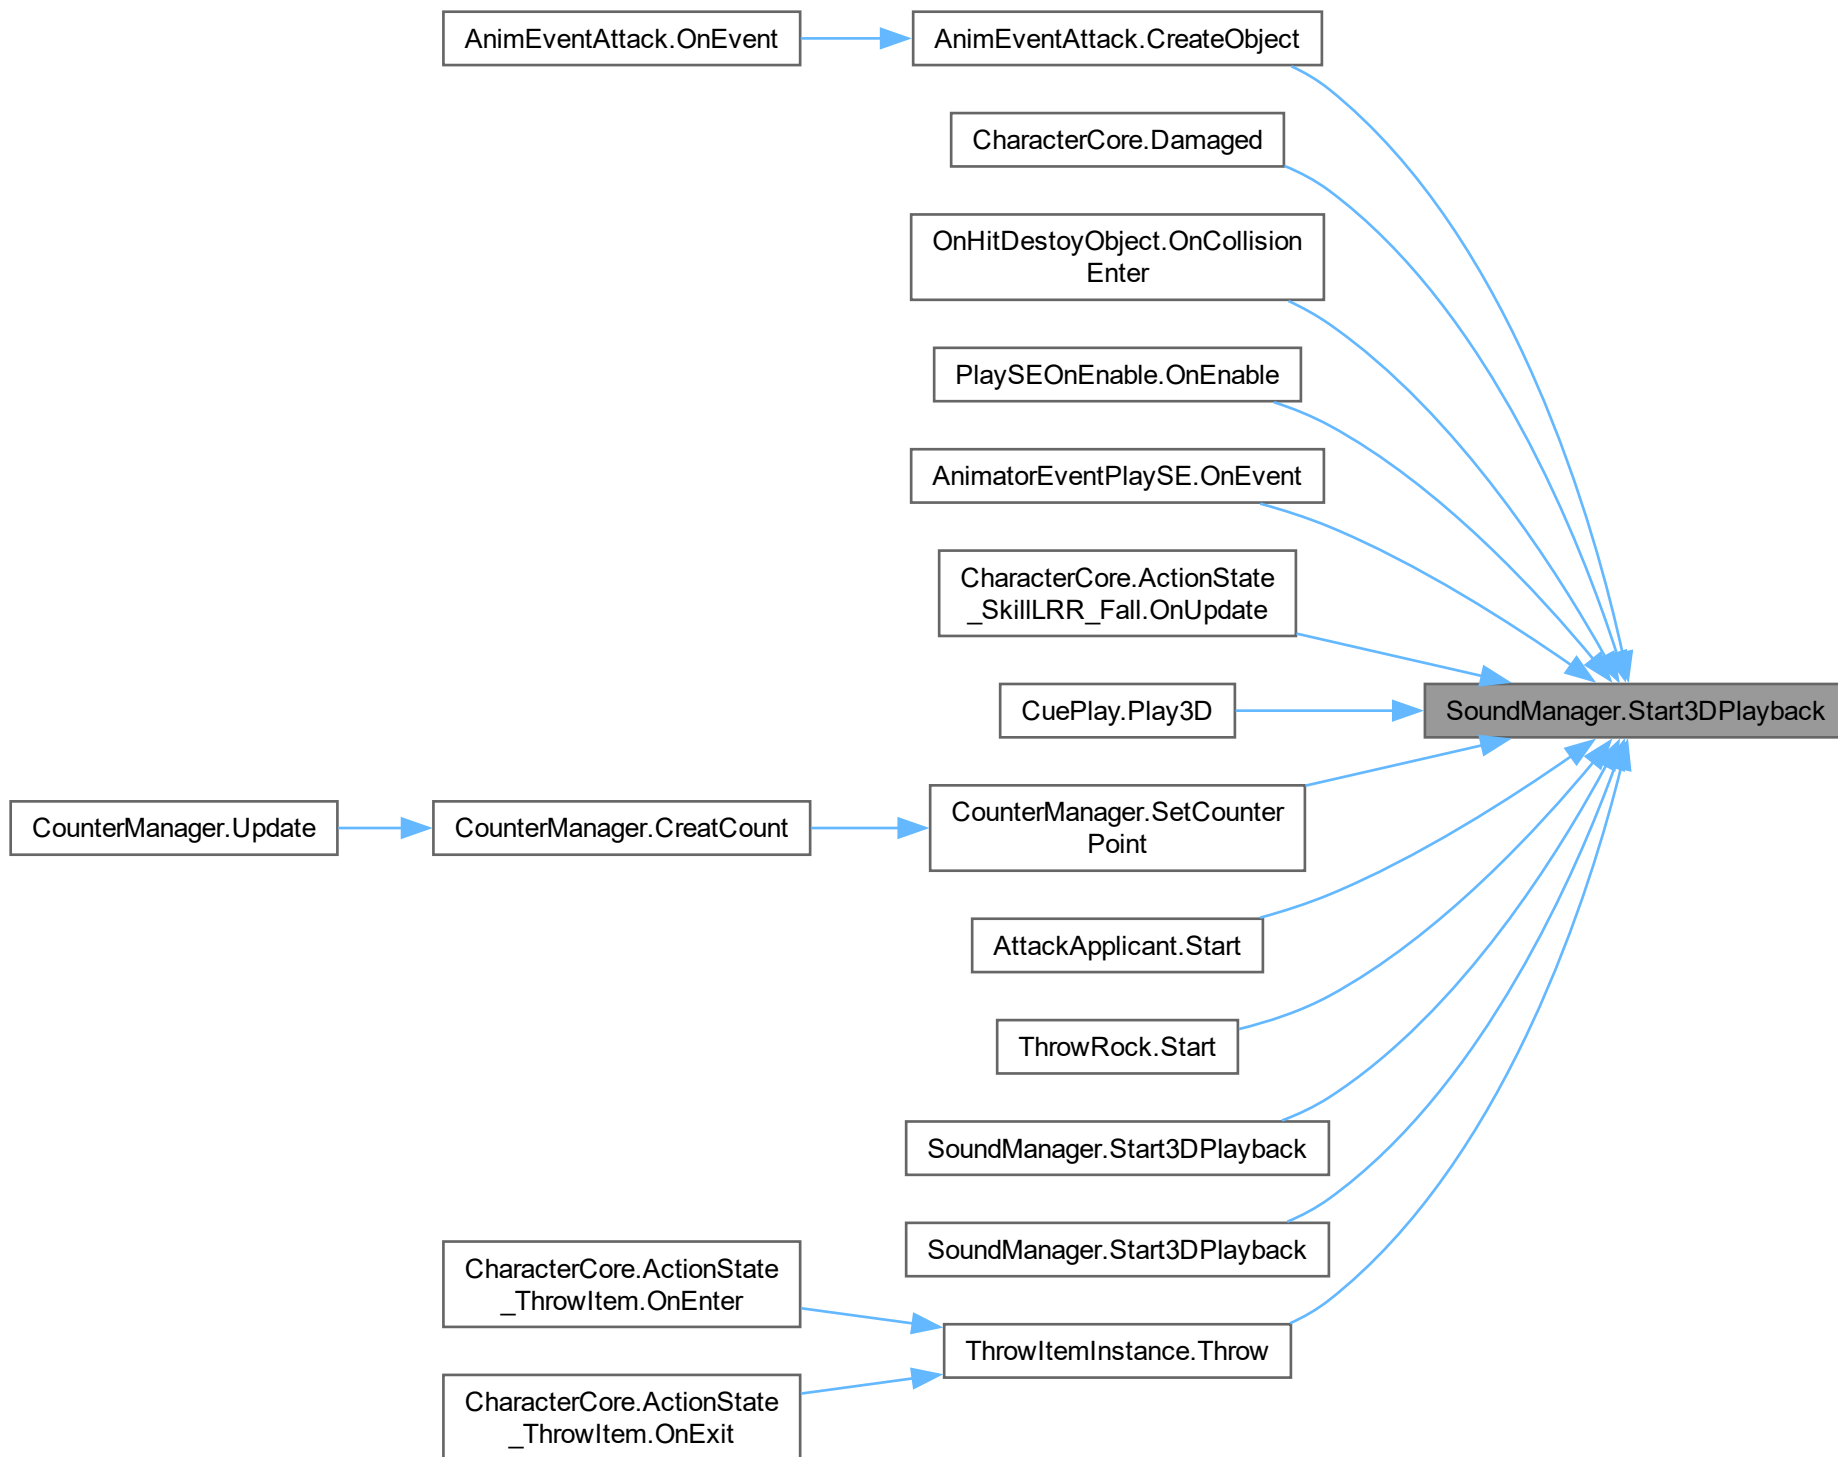 AnimEventAttack.OnEvent
AnimEventAttack.CreateObject
CharacterCore.Damaged
OnHitDestoyObject.OnCollision
Enter
PlaySEOnEnable.OnEnable
AnimatorEventPlaySE.OnEvent
CharacterCore.ActionState
_SkillLRR_Fall.OnUpdate
CuePlay.Play3D
SoundManager.Start3DPlayback
CounterManager.Update
CounterManager.CreatCount
CounterManager.SetCounter
Point
AttackApplicant.Start
ThrowRock.Start
SoundManager.Start3DPlayback
SoundManager.Start3DPlayback
CharacterCore.ActionState
_ThrowItem.OnEnter
ThrowItemInstance.Throw
CharacterCore.ActionState
_ThrowItem.OnExit